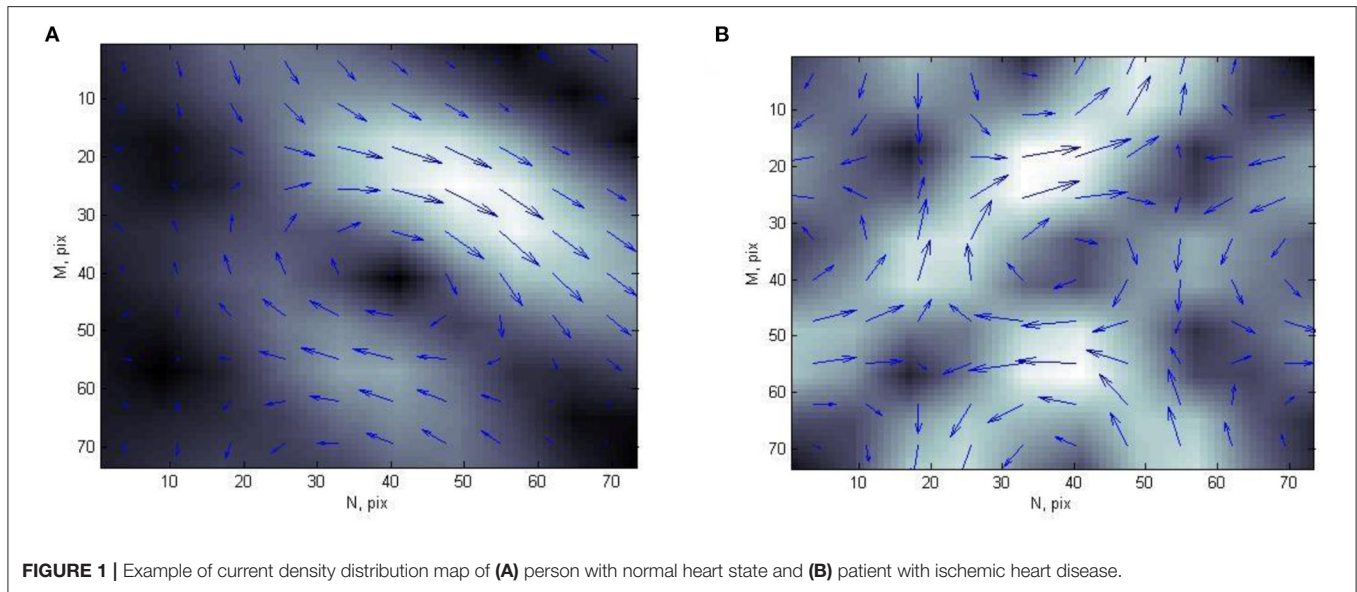 A
10
20
30
40
50
60
70
M, pix
10 20 30 40 50 60 70
N, pix
B
10
20
30
40
50
60
70
M, pix
10 20 30 40 50 60 70
N, pix
FIGURE 1 | Example of current density distribution map of (A) person with normal heart state and (B) patient with ischemic heart disease.